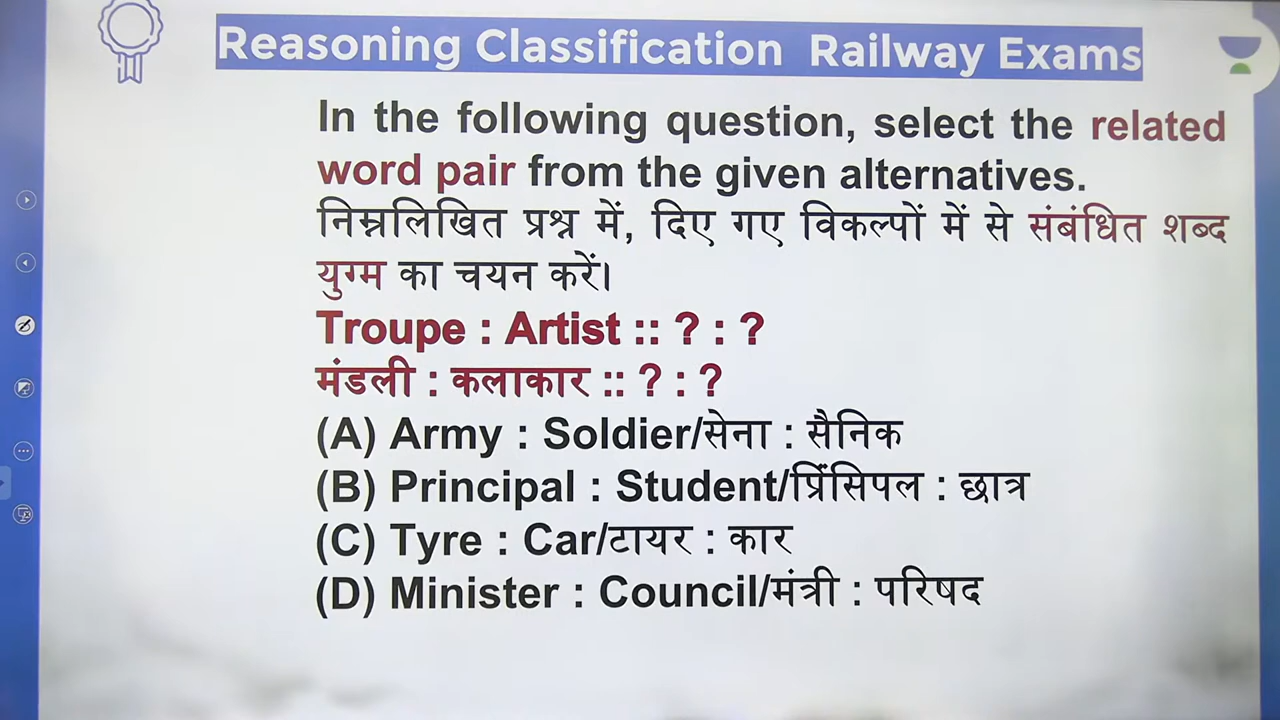 Reasoning Classification Railway Exams
In the following question, select the related
word pair from the given alternatives.
निम्नलिखित प्रश्न में, दिए गए विकल्पों में से संबंधित शब्द
युग्म का चयन करें।
Troupe : Artist :: ? : ?
मंडली : कलाकार :: ? : ?
(A) Army : Soldier/सेना : सैनिक
(B) Principal : Student/प्रिंसिपल : छात्र
(C) Tyre : Car/टायर : कार
(D) Minister : Council/मंत्री : परिषद